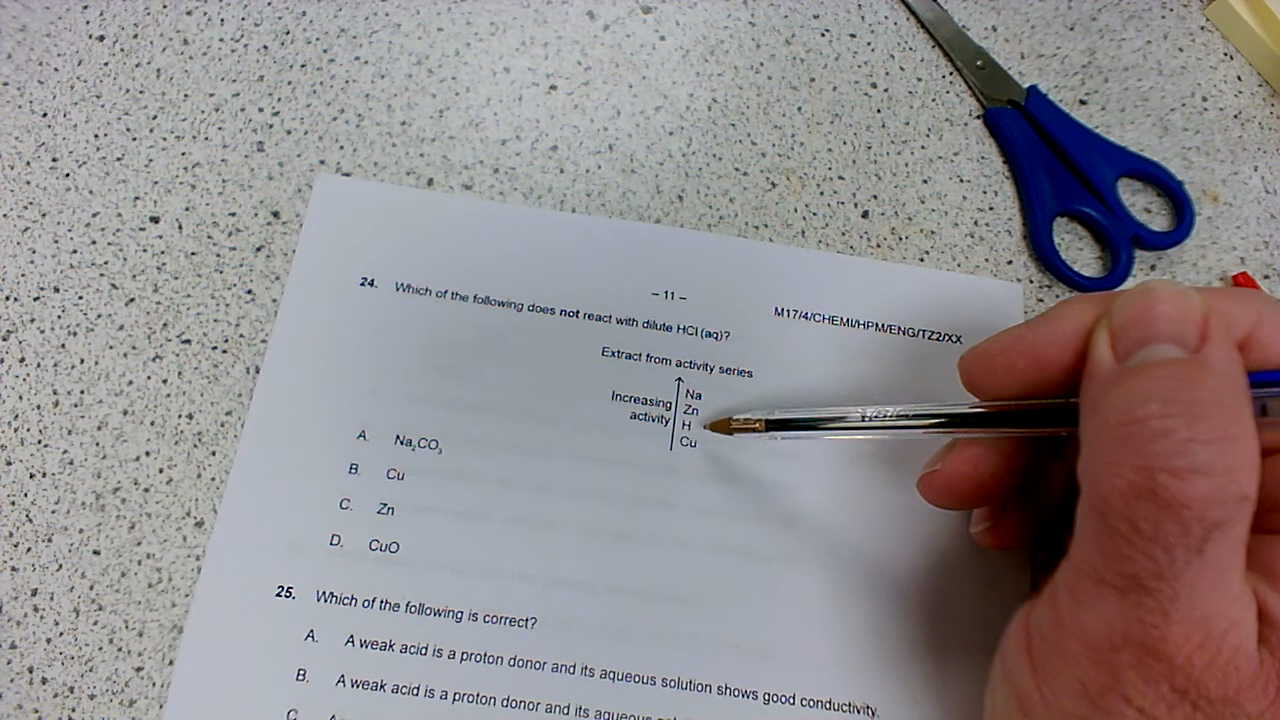 – 11 –
M17/4/CHEMI/HPM/ENG/TZ2/XX
24. Which of the following does not react with dilute HCl (aq)?
Extract from activity series
Increasing activity
Na
Zn
H
Cu
A. Na₂CO₃
B. Cu
C. Zn
D. CuO
25. Which of the following is correct?
A. A weak acid is a proton donor and its aqueous solution shows good conductivity.
B. A weak acid is a proton donor and its aqueous
C.